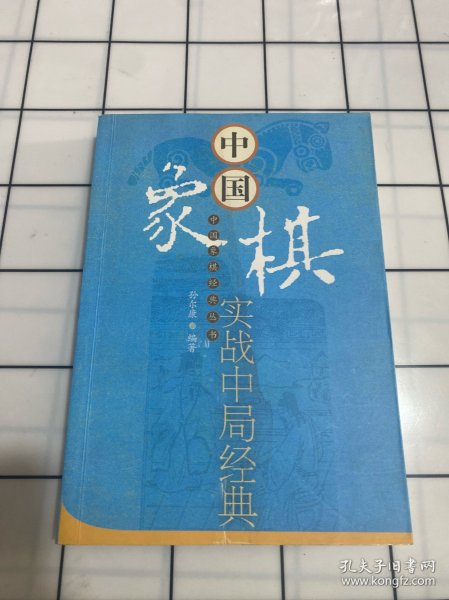 中国
象棋
中国象棋经典丛书
孙尔康 编著
实战中局经典
孔夫子旧书网
www.kongfz.com